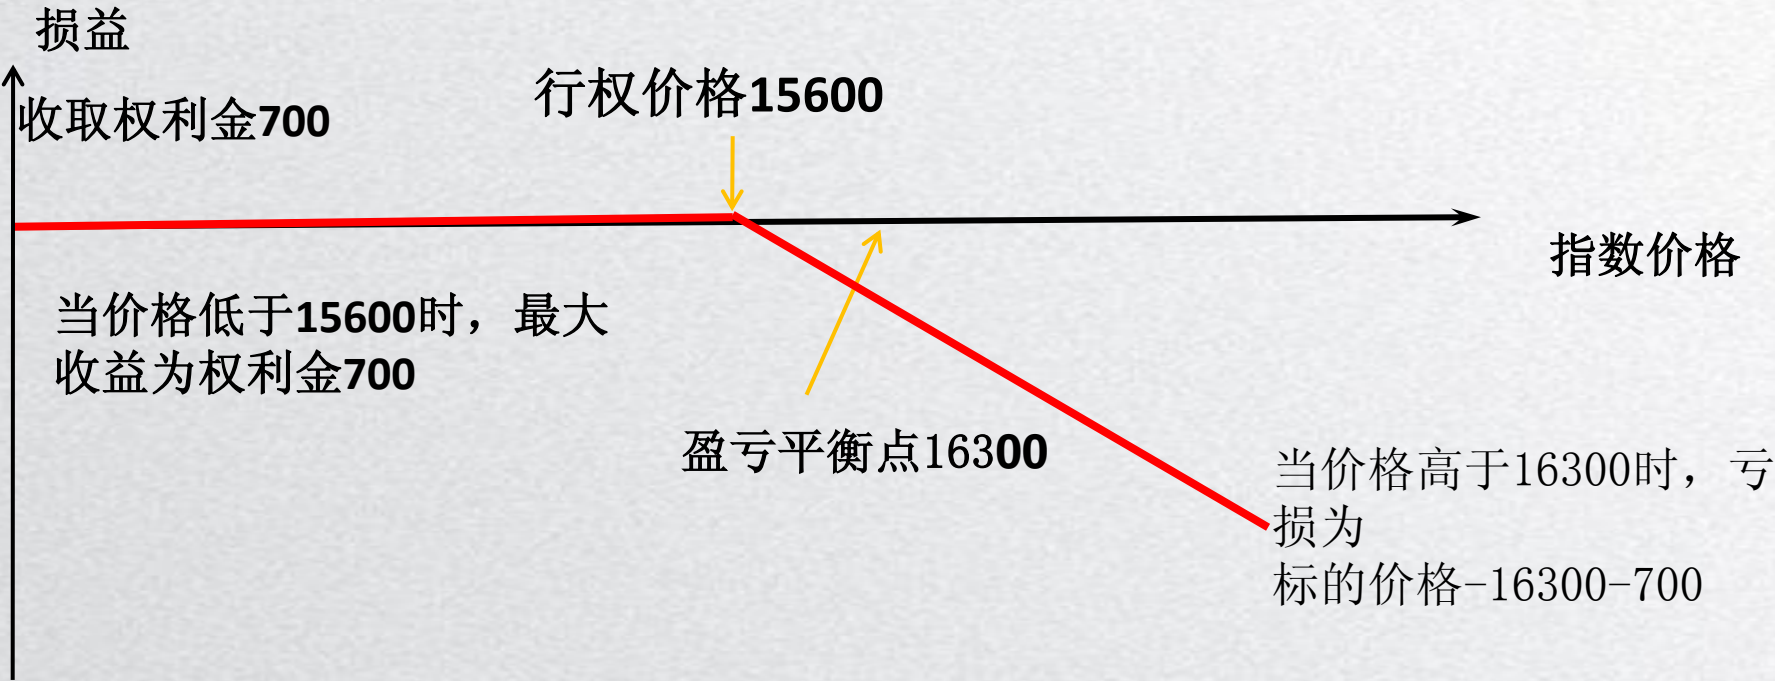 损益
收取权利金700
行权价格15600
指数价格
当价格低于15600时，最大
收益为权利金700
盈亏平衡点16300
当价格高于16300时，亏
损为
标的价格-16300-700